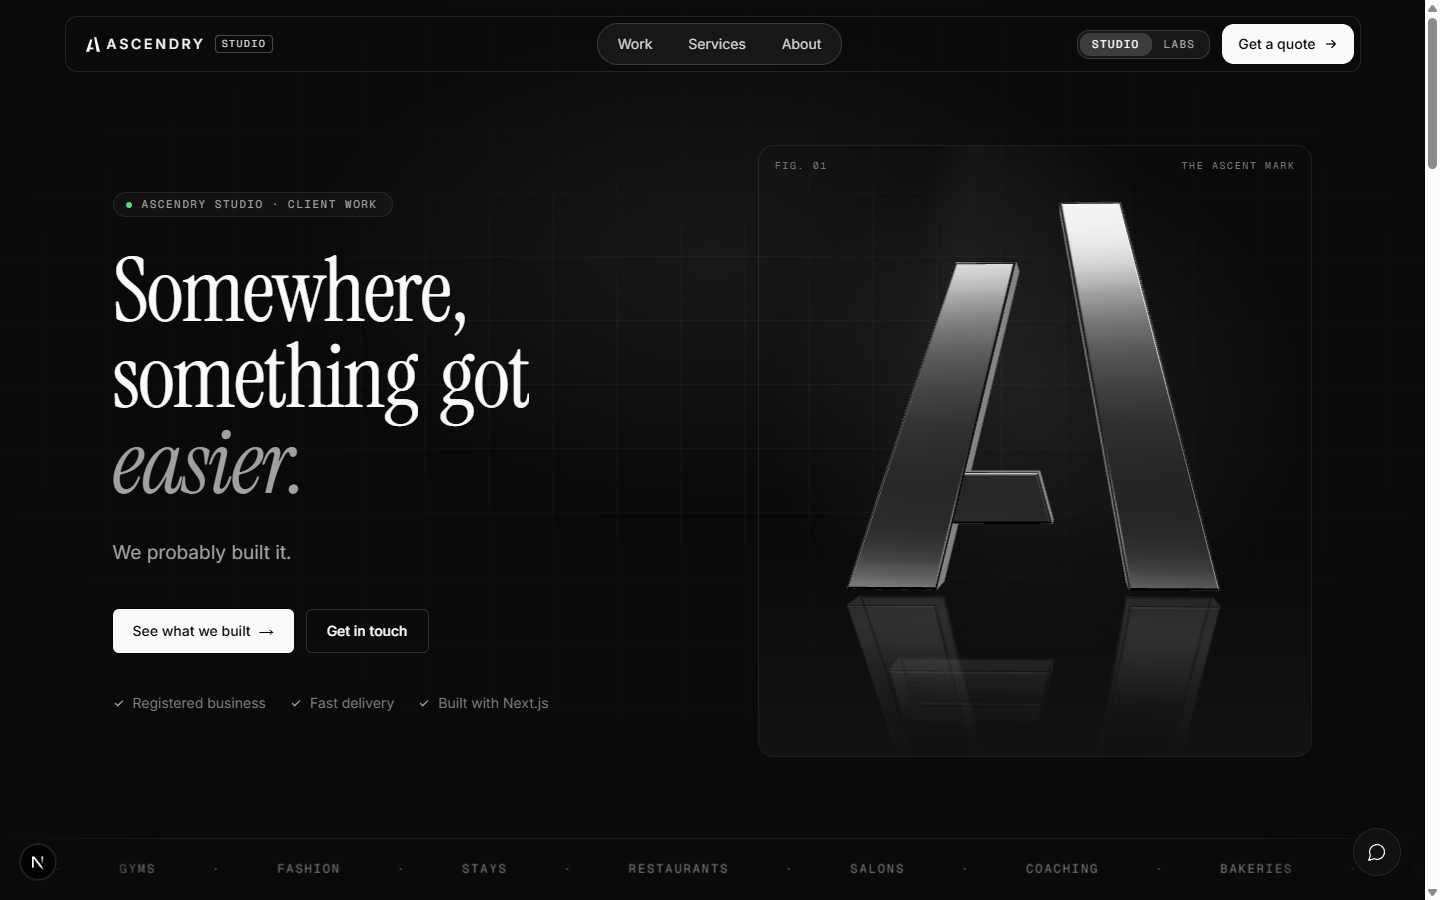 ASCENDRY STUDIO
Work Services About
STUDIO LABS
Get a quote →
FIG. 01
THE ASCENT MARK
ASCENDRY STUDIO · CLIENT WORK
Somewhere,
something got
easier.
We probably built it.
See what we built →
Get in touch
✓ Registered business ✓ Fast delivery ✓ Built with Next.js
N
GYMS · FASHION · STAYS · RESTAURANTS · SALONS · COACHING · BAKERIES